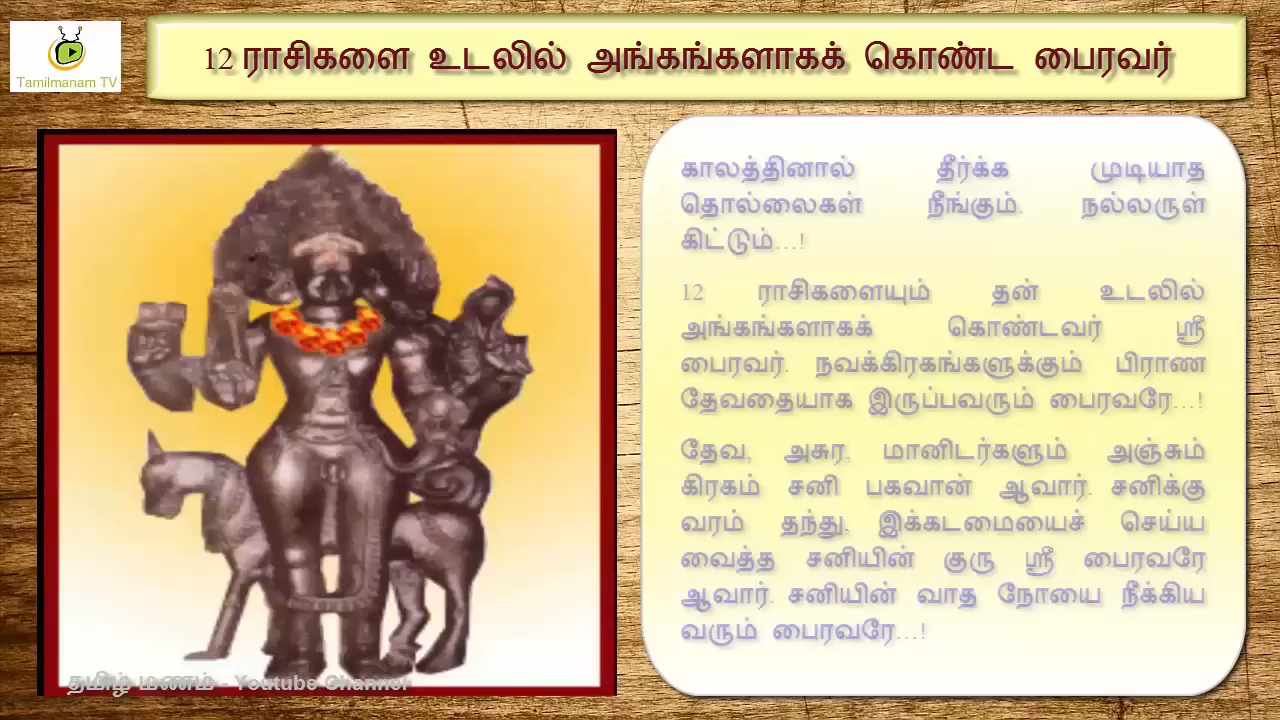 Tamilmanam TV
12 ராசிகளை உடலில் அங்கங்களாகக் கொண்ட பைரவர்
காலத்தினால் தீர்க்க முடியாத
தொல்லைகள் நீங்கும். நல்லருள்
கிட்டும்...!
12 ராசிகளையும் தன் உடலில்
அங்கங்களாகக் கொண்டவர் ஸ்ரீ
பைரவர். நவக்கிரகங்களுக்கும் பிராண
தேவதையாக இருப்பவரும் பைரவரே...!
தேவ, அசுர, மானிடர்களும் அஞ்சும்
கிரகம் சனி பகவான் ஆவார். சனிக்கு
வரம் தந்து, இக்கடமையைச் செய்ய
வைத்த சனியின் குரு ஸ்ரீ பைரவரே
ஆவார். சனியின் வாத நோயை நீக்கிய
வரும் பைரவரே...!
தமிழ் மணம் - Youtube Channel